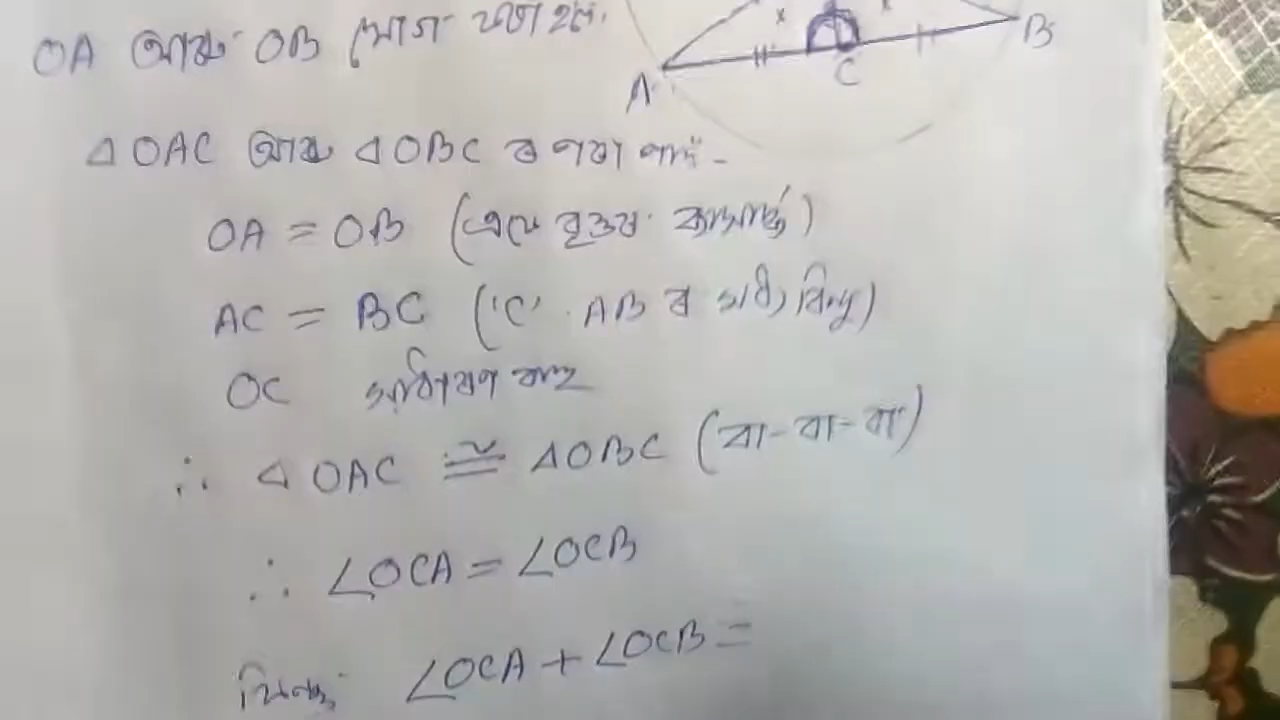 OA আৰু OB যোগ কৰা হ'ল.
A C B
△OAC আৰু △OBC ৰ পৰা পাওঁ-
OA = OB (একে বৃত্তৰ ব্যাসাৰ্দ্ধ)
AC = BC ('C' AB ৰ মধ্যবিন্দু)
OC সাধাৰণ বাহু
∴ △OAC ≅ △OBC (বা-বা-বা)
∴ ∠OCA = ∠OCB
কিন্তু ∠OCA + ∠OCB =